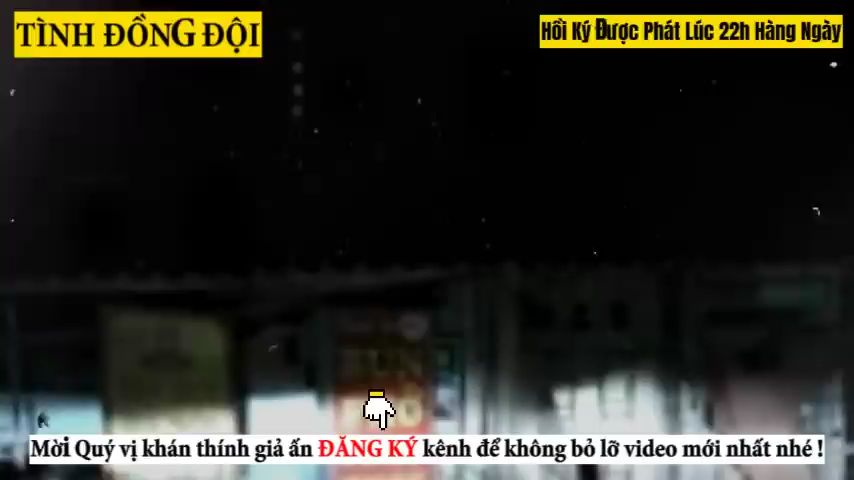 TÌNH ĐỒNG ĐỘI
Hồi Ký Được Phát Lúc 22h Hàng Ngày
Mời Quý vị khán thính giả ấn ĐĂNG KÝ kênh để không bỏ lỡ video mới nhất nhé !